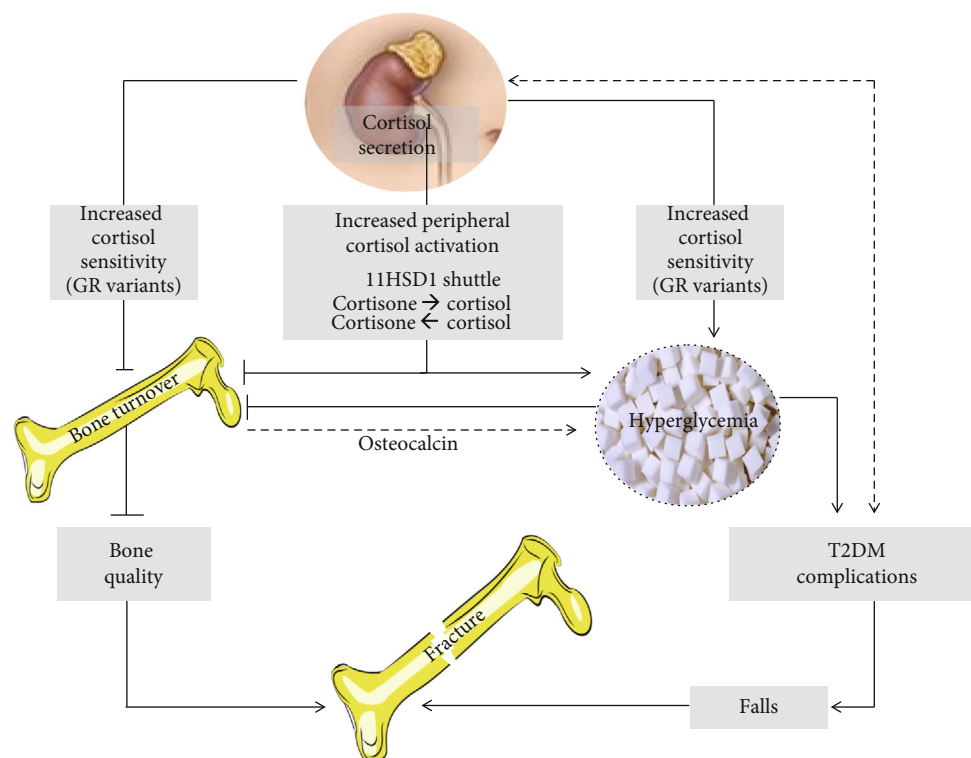 Cortisol
secretion
Increased
cortisol
sensitivity
(GR variants)
Increased peripheral
cortisol activation
11HSD1 shuttle
Cortisone → cortisol
Cortisone ← cortisol
Increased
cortisol
sensitivity
(GR variants)
Bone turnover
Hyperglycemia
Osteocalcin
Bone
quality
T2DM
complications
Fracture
Falls